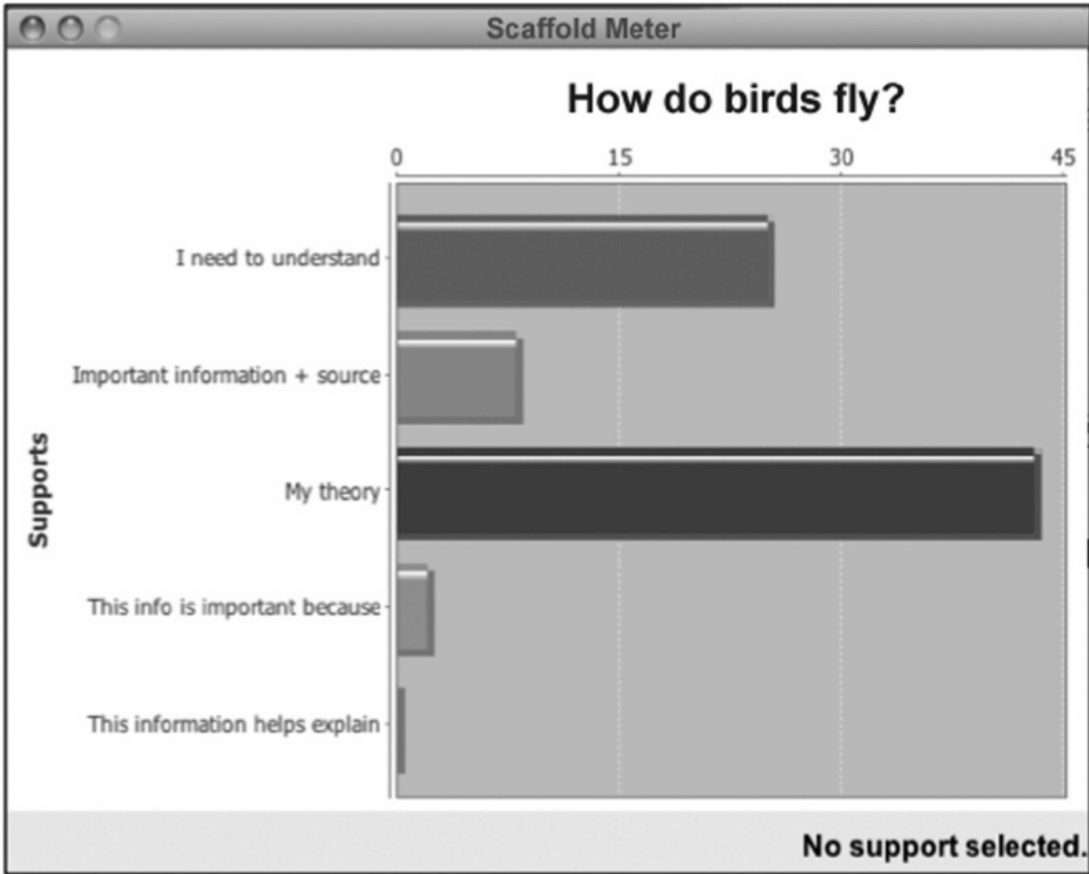 Scaffold Meter
How do birds fly?
0 15 30 45
I need to understand
Important information + source
My theory
This info is important because
This information helps explain
Supports
No support selected.